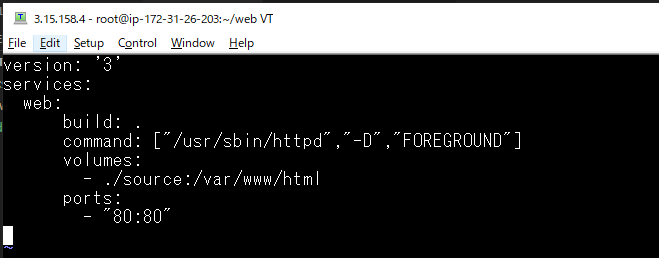 3.15.158.4 - root@ip-172-31-26-203:~/web VT
File Edit Setup Control Window Help
version: '3'
services:
  web:
      build: .
      command: ["/usr/sbin/httpd","-D","FOREGROUND"]
      volumes:
        - ./source:/var/www/html
      ports:
        - "80:80"
~